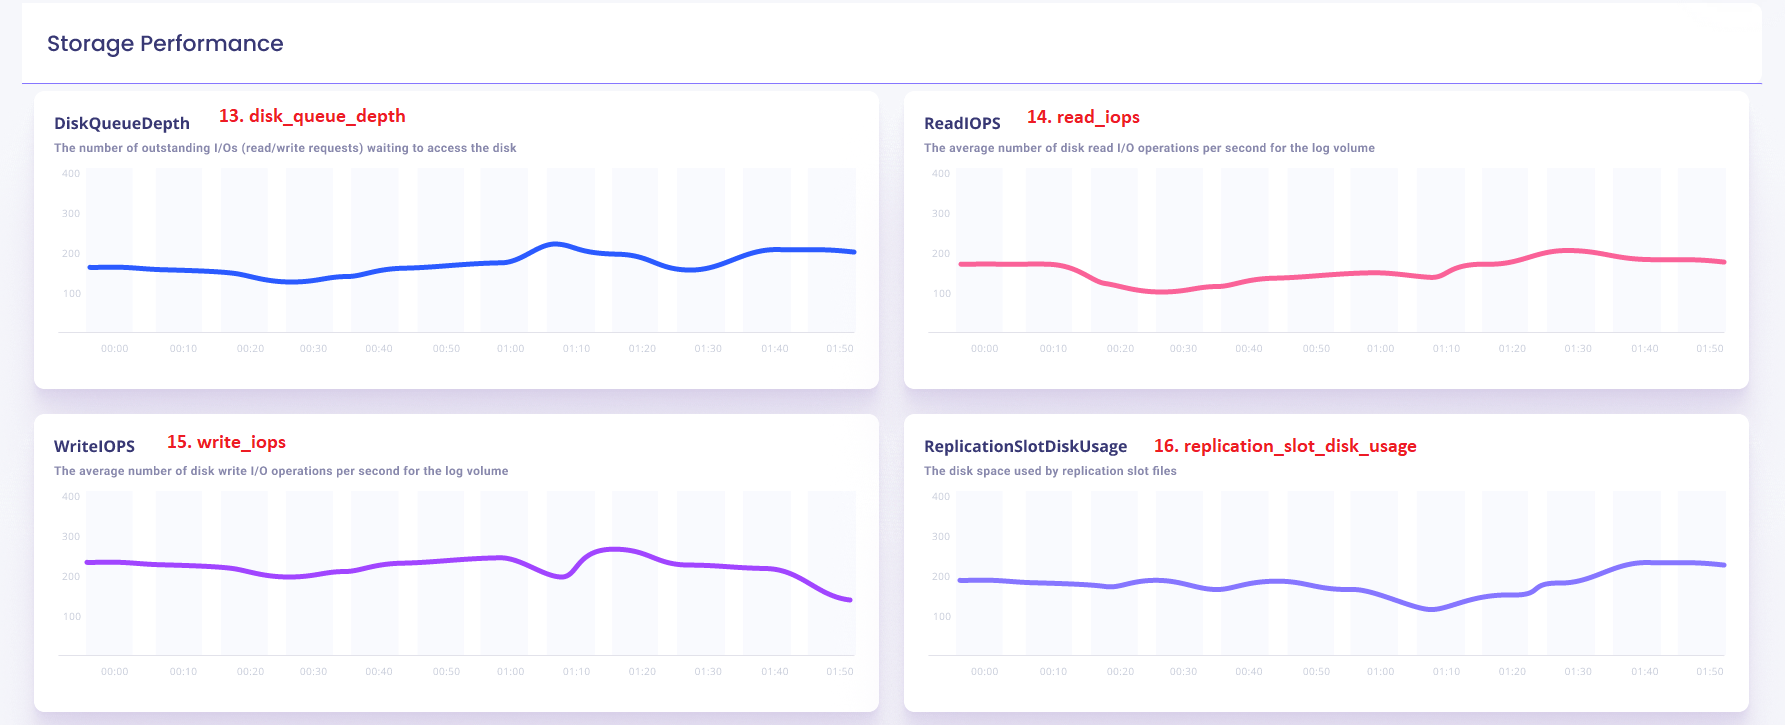 Storage Performance
DiskQueueDepth 13. disk_queue_depth
The number of outstanding I/Os (read/write requests) waiting to access the disk
400
300
200
100
00:00 00:10 00:20 00:30 00:40 00:50 01:00 01:10 01:20 01:30 01:40 01:50
ReadIOPS 14. read_iops
The average number of disk read I/O operations per second for the log volume
400
300
200
100
00:00 00:10 00:20 00:30 00:40 00:50 01:00 01:10 01:20 01:30 01:40 01:50
WriteIOPS 15. write_iops
The average number of disk write I/O operations per second for the log volume
400
300
200
100
00:00 00:10 00:20 00:30 00:40 00:50 01:00 01:10 01:20 01:30 01:40 01:50
ReplicationSlotDiskUsage 16. replication_slot_disk_usage
The disk space used by replication slot files
400
300
200
100
00:00 00:10 00:20 00:30 00:40 00:50 01:00 01:10 01:20 01:30 01:40 01:50